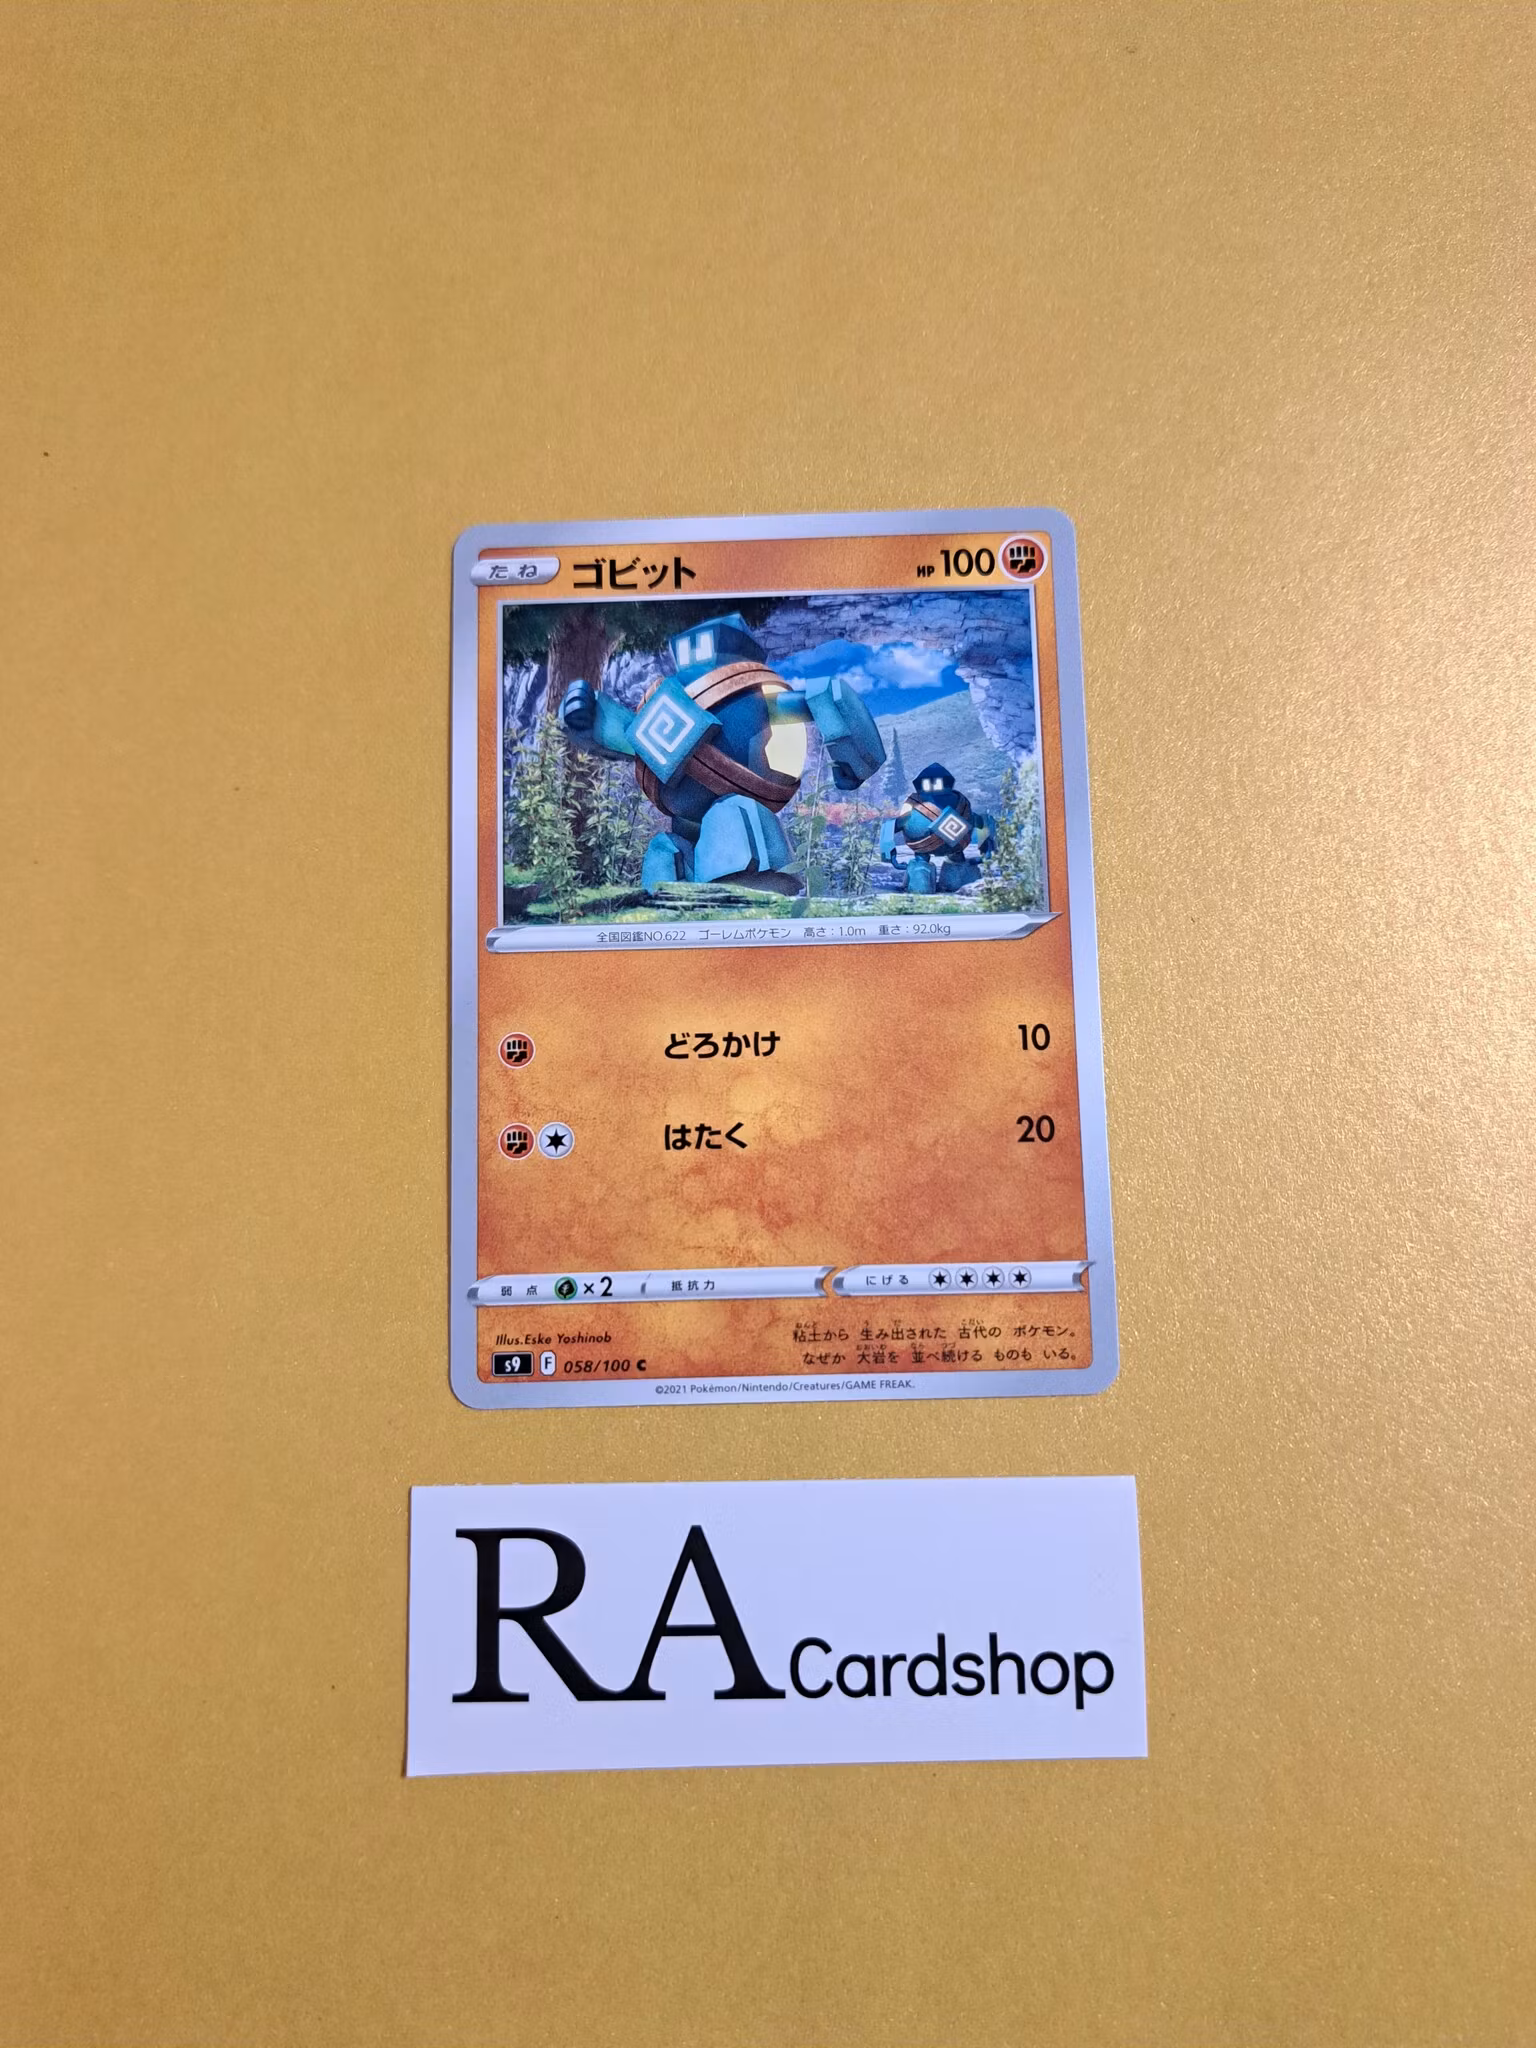 たね ゴビット HP 100
全国図鑑NO.622 ゴーレムポケモン 高さ:1.0m 重さ:92.0kg
どろかけ 10
はたく 20
弱点 ×2 抵抗力 にげる
Illus.Eske Yoshinob
粘土から 生み出された 古代の ポケモン。
なぜか 大岩を 並べ続ける ものも いる。
s9 F 058/100 C
©2021 Pokémon/Nintendo/Creatures/GAME FREAK.
RA Cardshop